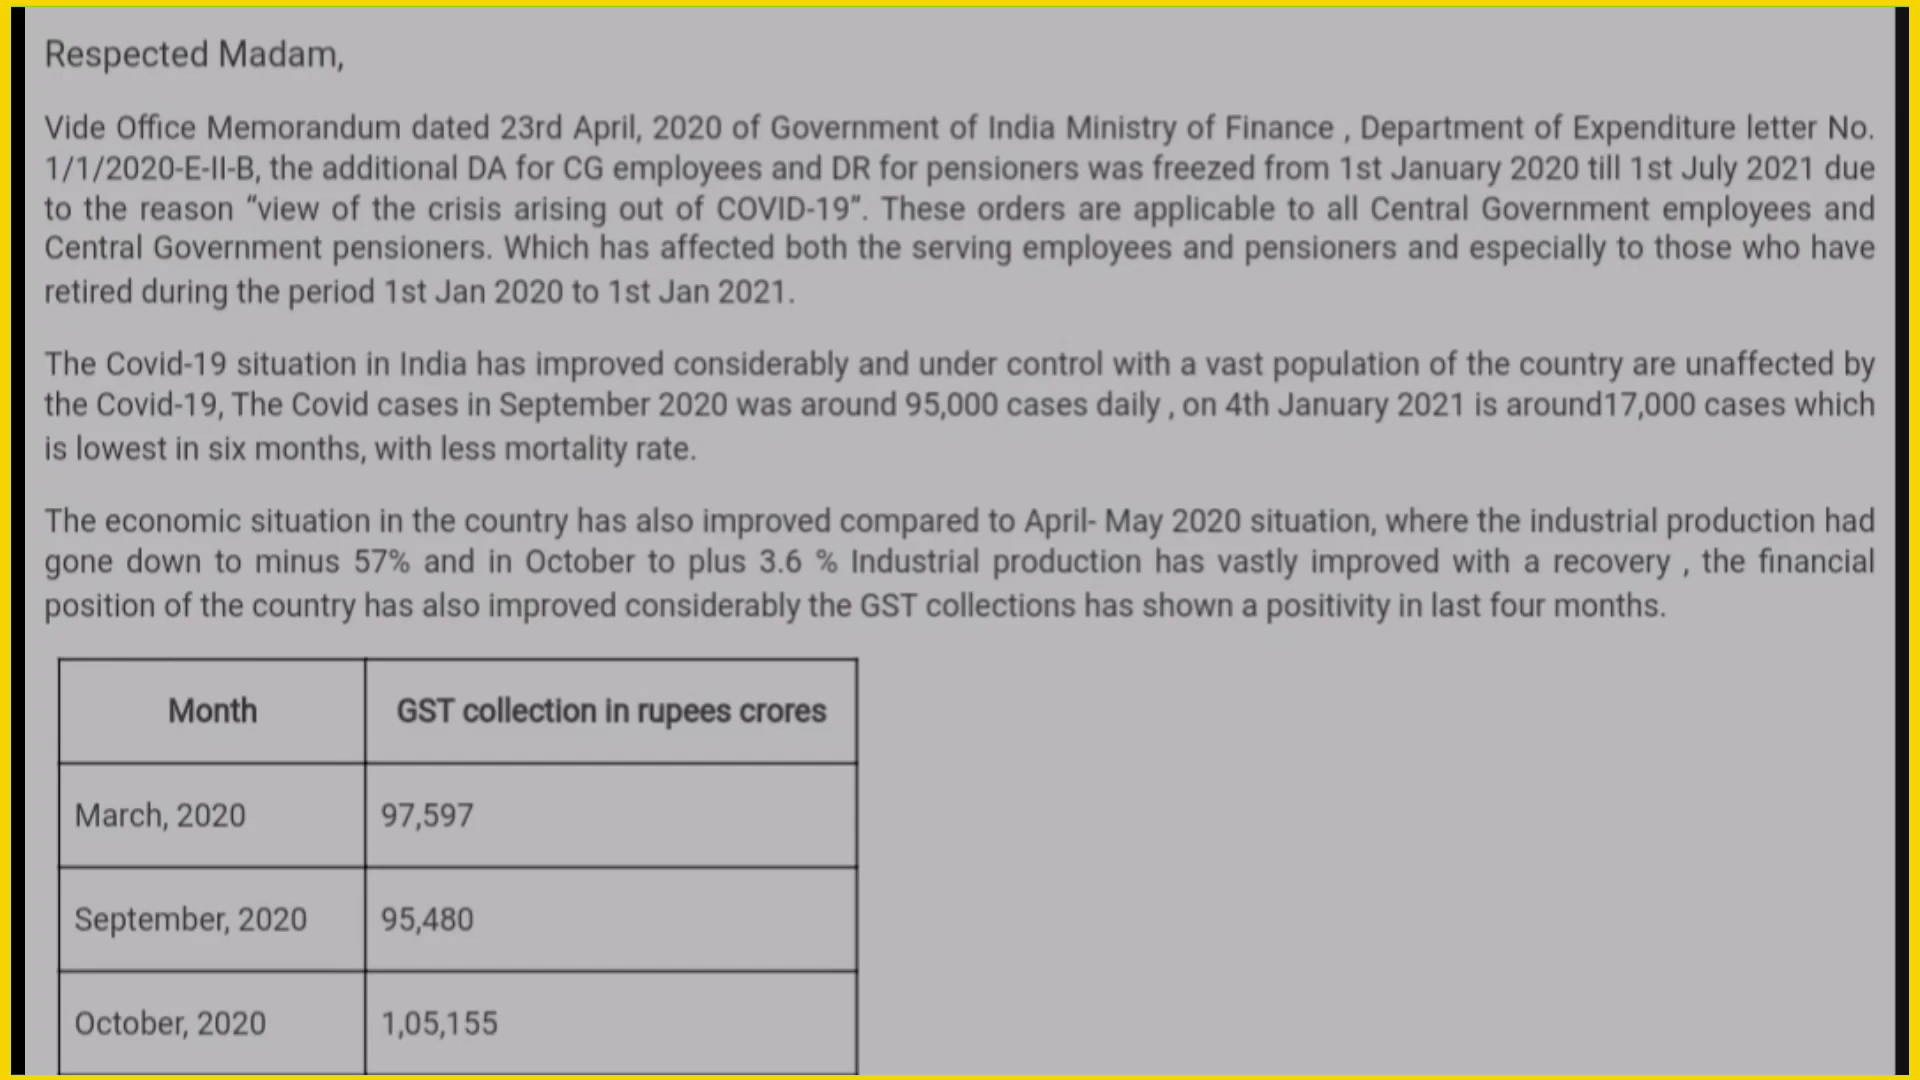 Respected Madam,
Vide Office Memorandum dated 23rd April, 2020 of Government of India Ministry of Finance , Department of Expenditure letter No.
1/1/2020-E-II-B, the additional DA for CG employees and DR for pensioners was freezed from 1st January 2020 till 1st July 2021 due
to the reason “view of the crisis arising out of COVID-19”. These orders are applicable to all Central Government employees and
Central Government pensioners. Which has affected both the serving employees and pensioners and especially to those who have
retired during the period 1st Jan 2020 to 1st Jan 2021.
The Covid-19 situation in India has improved considerably and under control with a vast population of the country are unaffected by
the Covid-19, The Covid cases in September 2020 was around 95,000 cases daily , on 4th January 2021 is around17,000 cases which
is lowest in six months, with less mortality rate.
The economic situation in the country has also improved compared to April- May 2020 situation, where the industrial production had
gone down to minus 57% and in October to plus 3.6 % Industrial production has vastly improved with a recovery , the financial
position of the country has also improved considerably the GST collections has shown a positivity in last four months.
Month GST collection in rupees crores
March, 2020 97,597
September, 2020 95,480
October, 2020 1,05,155